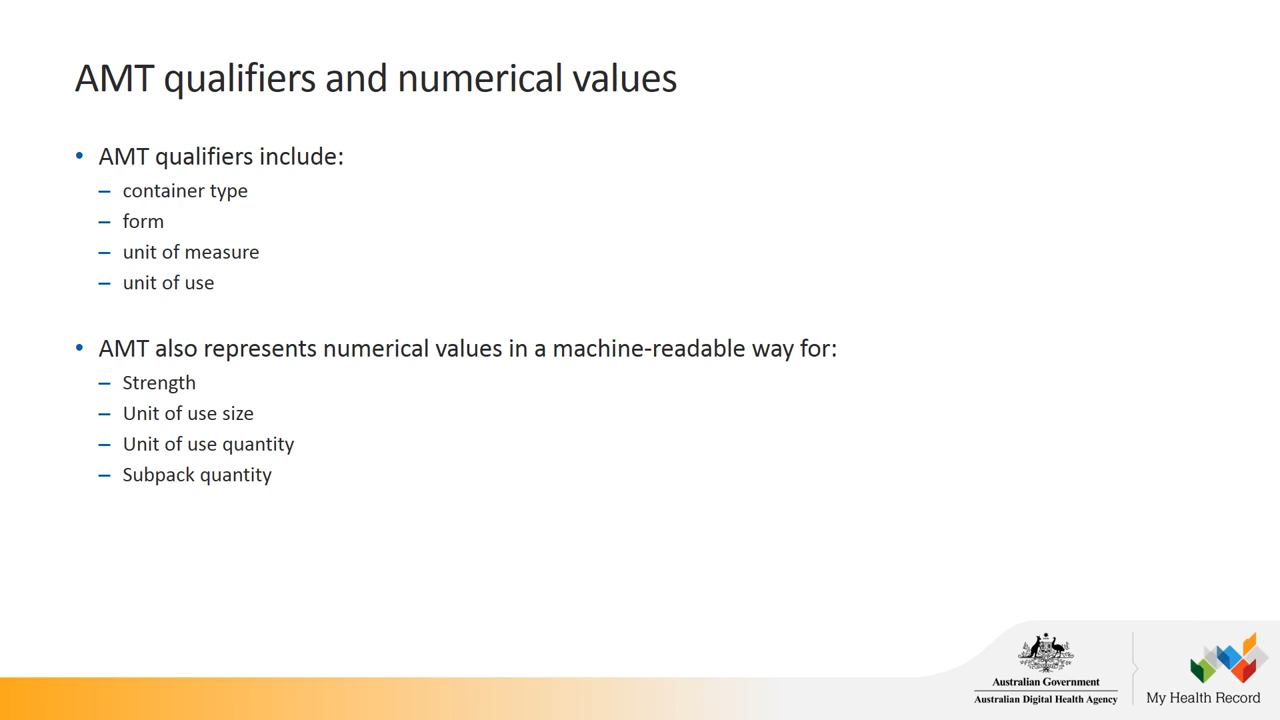 AMT qualifiers and numerical values
• AMT qualifiers include:
– container type
– form
– unit of measure
– unit of use
• AMT also represents numerical values in a machine-readable way for:
– Strength
– Unit of use size
– Unit of use quantity
– Subpack quantity
Australian Government
Australian Digital Health Agency
My Health Record